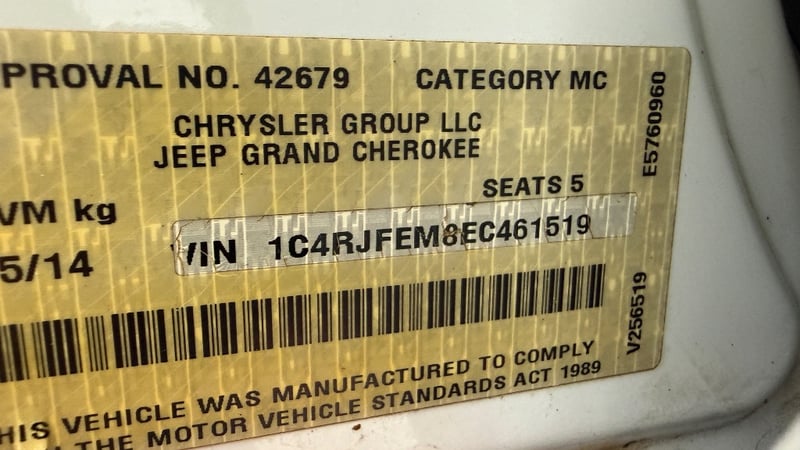 PROVAL NO. 42679 CATEGORY MC
CHRYSLER GROUP LLC
JEEP GRAND CHEROKEE
SEATS 5
VM kg
VIN 1C4RJFEM8EC461519
5/14
HIS VEHICLE WAS MANUFACTURED TO COMPLY
THE MOTOR VEHICLE STANDARDS ACT 1989
E5760960
V256519